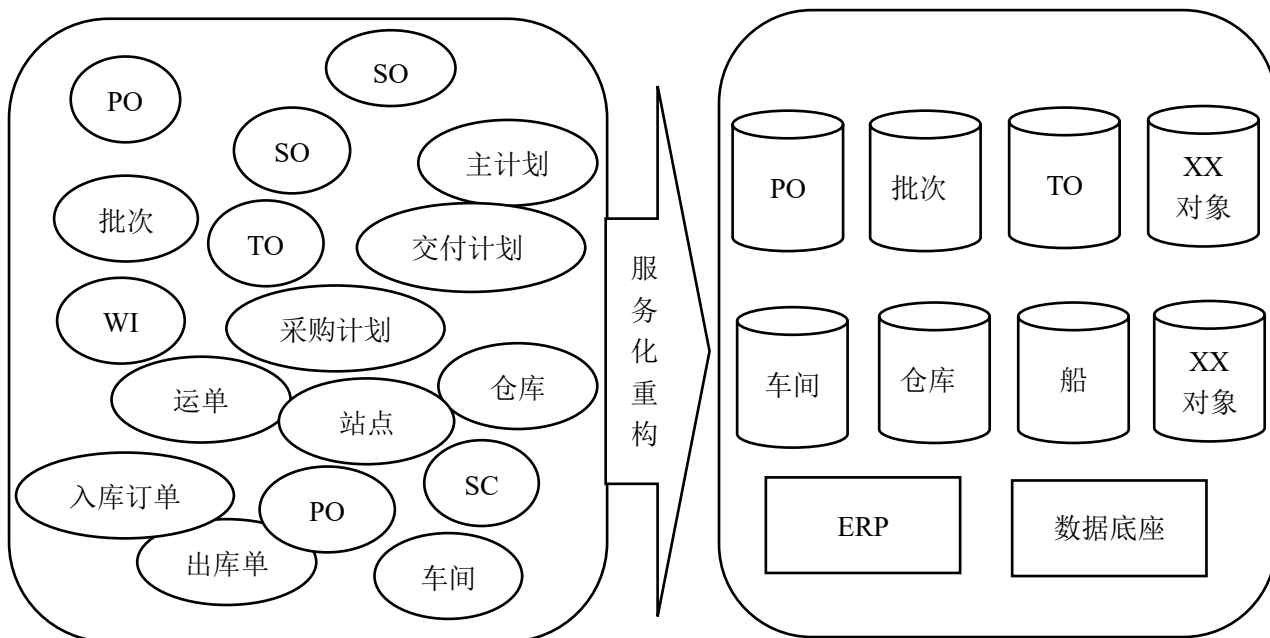 SO
PO
SO
主计划
批次
TO
交付计划
WI
采购计划
运单
站点
仓库
入库订单
PO
SC
出库单
车间
服务化重构
PO
批次
TO
XX
对象
车间
仓库
船
XX
对象
ERP
数据底座